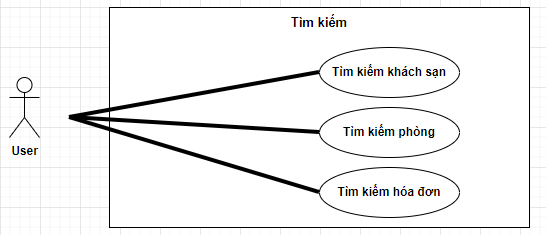 Tìm kiếm
Tìm kiếm khách sạn
Tìm kiếm phòng
User
Tìm kiếm hóa đơn